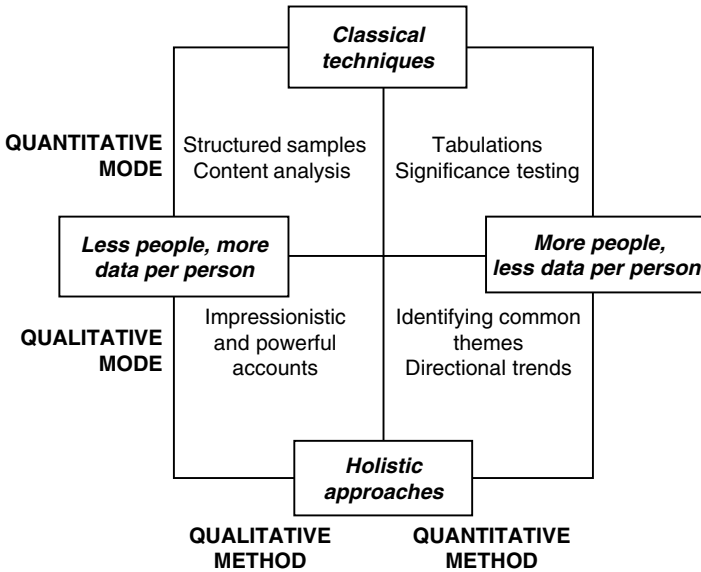 Classical
techniques
QUANTITATIVE
MODE
Structured samples
Content analysis
Tabulations
Significance testing
Less people, more
data per person
More people,
less data per person
QUALITATIVE
MODE
Impressionistic
and powerful
accounts
Identifying common
themes
Directional trends
Holistic
approaches
QUALITATIVE
METHOD
QUANTITATIVE
METHOD